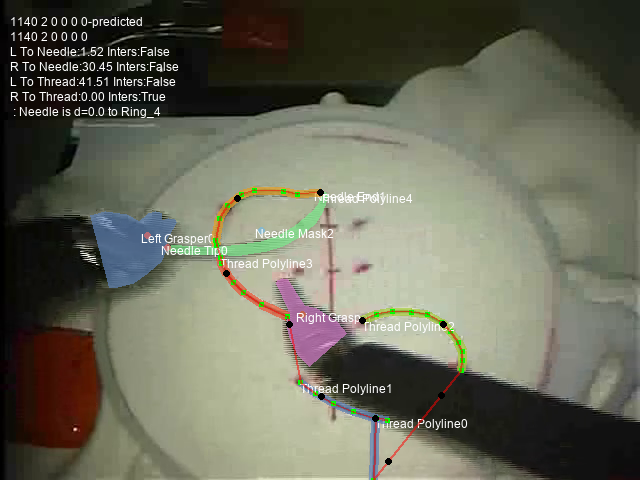 1140 2 0 0 0 0-predicted
1140 2 0 0 0 0
L To Needle:1.52 Inters:False
R To Needle:30.45 Inters:False
L To Thread:41.51 Inters:False
R To Thread:0.00 Inters:True
: Needle is d=0.0 to Ring_4
Needle End1
Thread Polyline4
Needle Mask2
Left Grasper0
Needle Tip0
Thread Polyline3
Right Grasp
Thread Polyline2
Thread Polyline1
Thread Polyline0